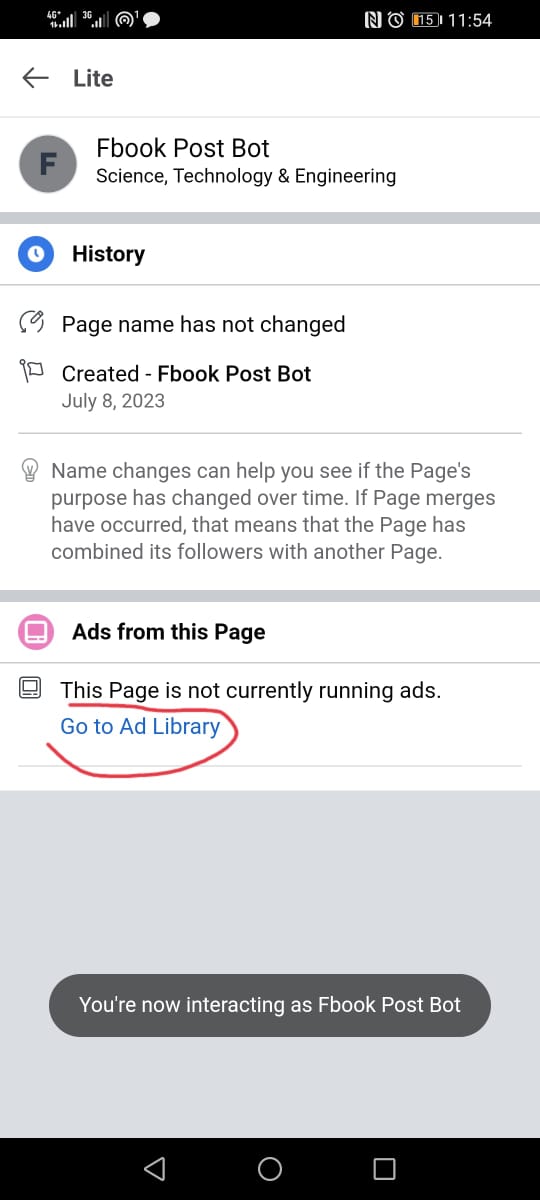 4G+ 3G 1 15 11:54
Lite
F
Fbook Post Bot
Science, Technology & Engineering
History
Page name has not changed
Created - Fbook Post Bot
July 8, 2023
Name changes can help you see if the Page's
purpose has changed over time. If Page merges
have occurred, that means that the Page has
combined its followers with another Page.
Ads from this Page
This Page is not currently running ads.
Go to Ad Library
You're now interacting as Fbook Post Bot